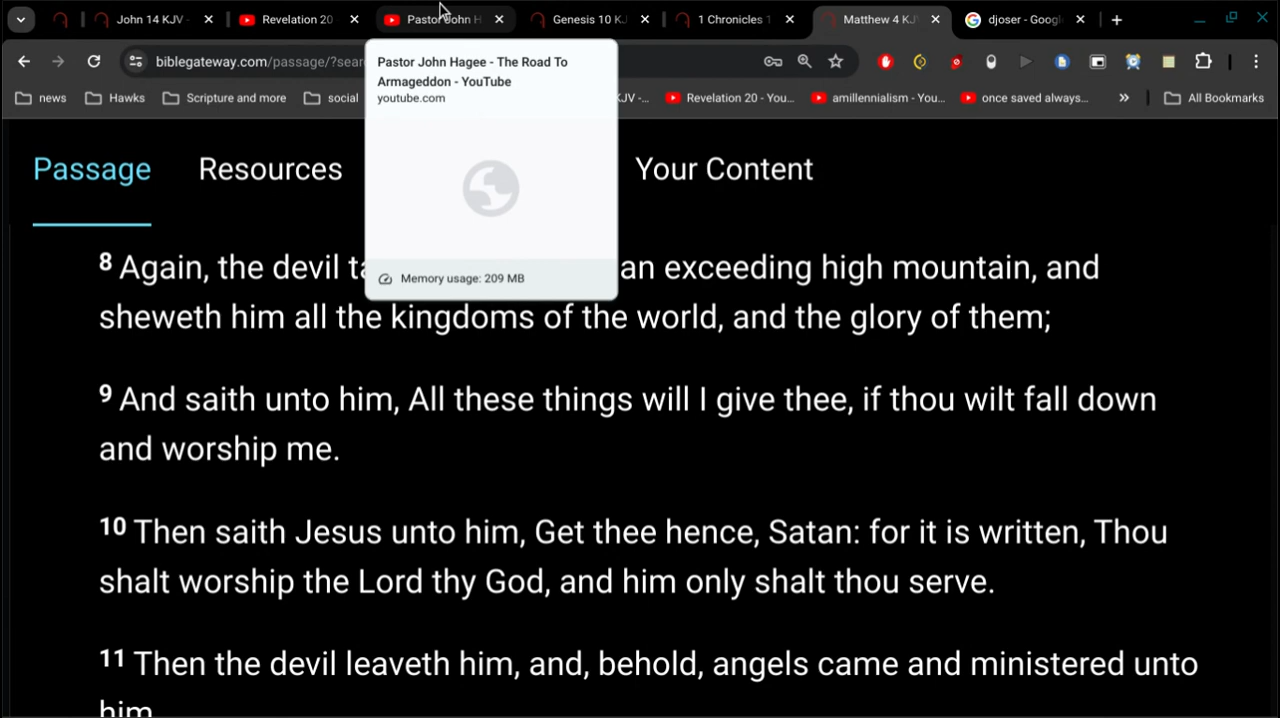 John 14 KJV - Revelation 20 - Pastor John H Genesis 10 KJ 1 Chronicles 1 Matthew 4 KJ djoser - Googl
biblegateway.com/passage/?sear
Pastor John Hagee - The Road To
Armageddon - YouTube
youtube.com
Memory usage: 209 MB
news Hawks Scripture and more social KJV -... Revelation 20 - You... amillennialism - You... once saved always... » All Bookmarks
Passage Resources Your Content
8 Again, the devil ta an exceeding high mountain, and
sheweth him all the kingdoms of the world, and the glory of them;
9 And saith unto him, All these things will I give thee, if thou wilt fall down
and worship me.
10 Then saith Jesus unto him, Get thee hence, Satan: for it is written, Thou
shalt worship the Lord thy God, and him only shalt thou serve.
11 Then the devil leaveth him, and, behold, angels came and ministered unto
him